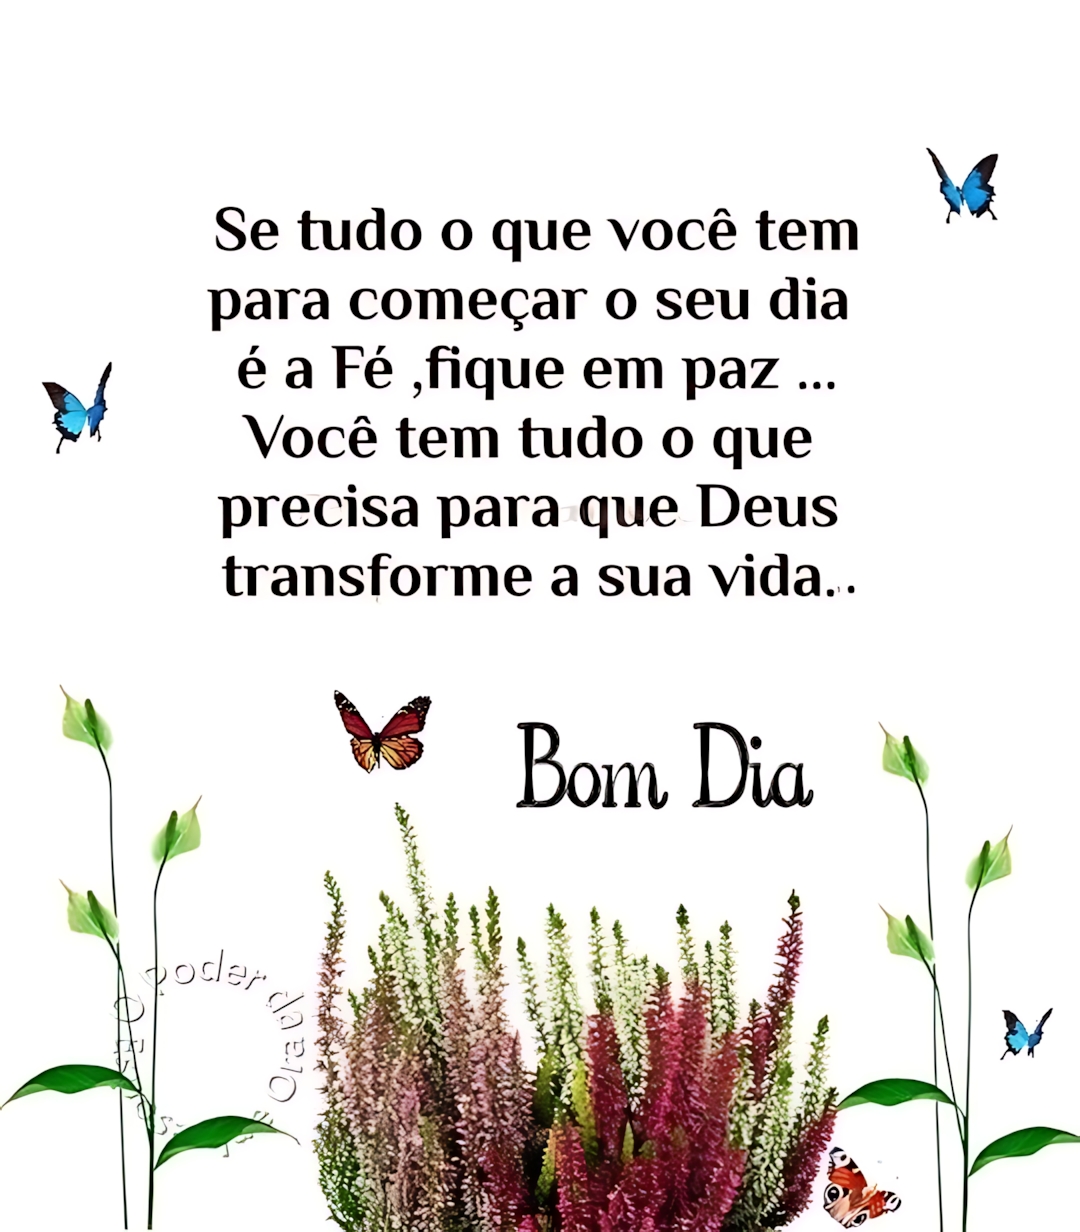 Se tudo o que você tem
para começar o seu dia
é a Fé ,fique em paz ...
Você tem tudo o que
precisa para que Deus
transforme a sua vida...
Bom Dia
O poder da Ora